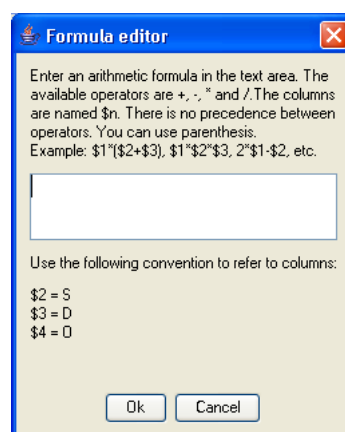 Formula editor
Enter an arithmetic formula in the text area. The
available operators are +, -, * and /.The columns
are named $n. There is no precedence between
operators. You can use parenthesis.
Example: $1*($2+$3), $1*$2*$3, 2*$1-$2, etc.
Use the following convention to refer to columns:
$2 = S
$3 = D
$4 = O
Ok Cancel